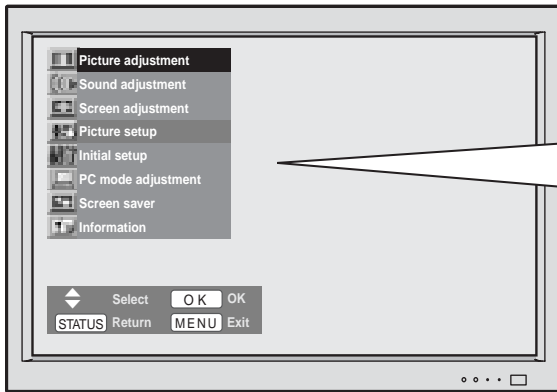 Picture adjustment
Sound adjustment
Screen adjustment
Picture setup
Initial setup
PC mode adjustment
Screen saver
Information
Select OK OK
STATUS Return MENU Exit